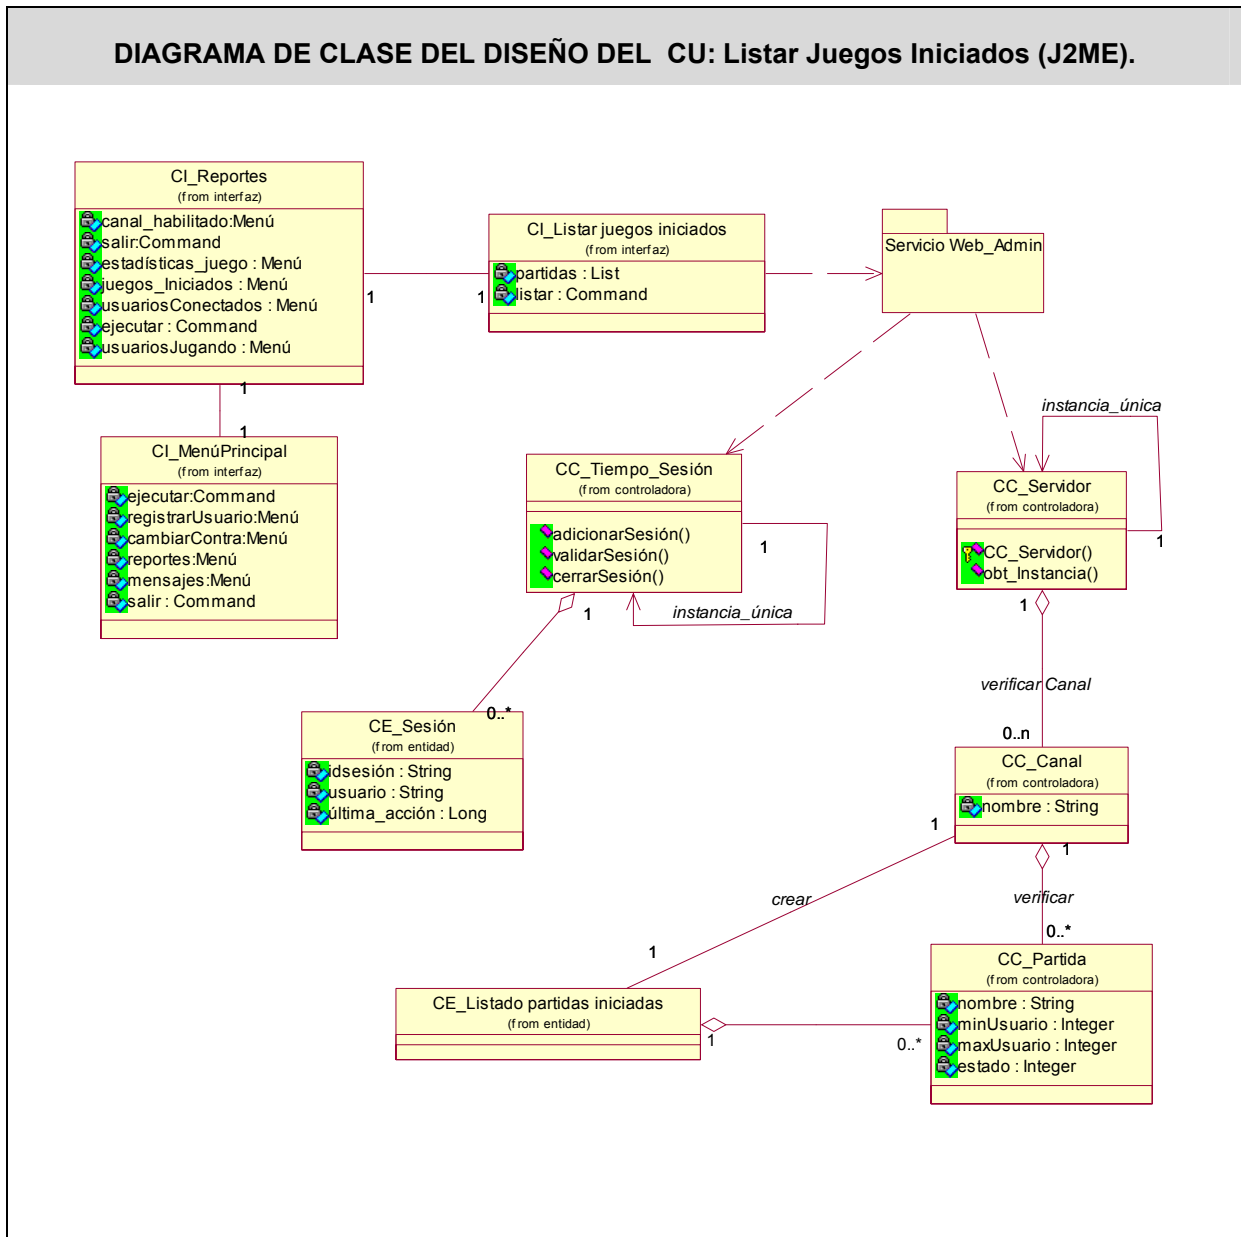 DIAGRAMA DE CLASE DEL DISEÑO DEL  CU: Listar Juegos Iniciados (J2ME).
CI_Reportes
(from interfaz)
canal_habilitado:Menú
salir:Command
estadísticas_juego : Menú
juegos_Iniciados : Menú
usuariosConectados : Menú
ejecutar : Command
usuariosJugando : Menú
1
1
CI_Listar juegos iniciados
(from interfaz)
partidas : List
listar : Command
Servicio Web_Admin
1
1
CI_MenúPrincipal
(from interfaz)
ejecutar:Command
registrarUsuario:Menú
cambiarContra:Menú
reportes:Menú
mensajes:Menú
salir : Command
CC_Tiempo_Sesión
(from controladora)
adicionarSesión()
validarSesión()
cerrarSesión()
1
instancia_única
1
0..*
instancia_única
CC_Servidor
(from controladora)
CC_Servidor()
obt_Instancia()
1
1
verificar Canal
0..n
CE_Sesión
(from entidad)
idsesión : String
usuario : String
última_acción : Long
CC_Canal
(from controladora)
nombre : String
1
1
crear
verificar
1
0..*
CE_Listado partidas iniciadas
(from entidad)
1
0..*
CC_Partida
(from controladora)
nombre : String
minUsuario : Integer
maxUsuario : Integer
estado : Integer